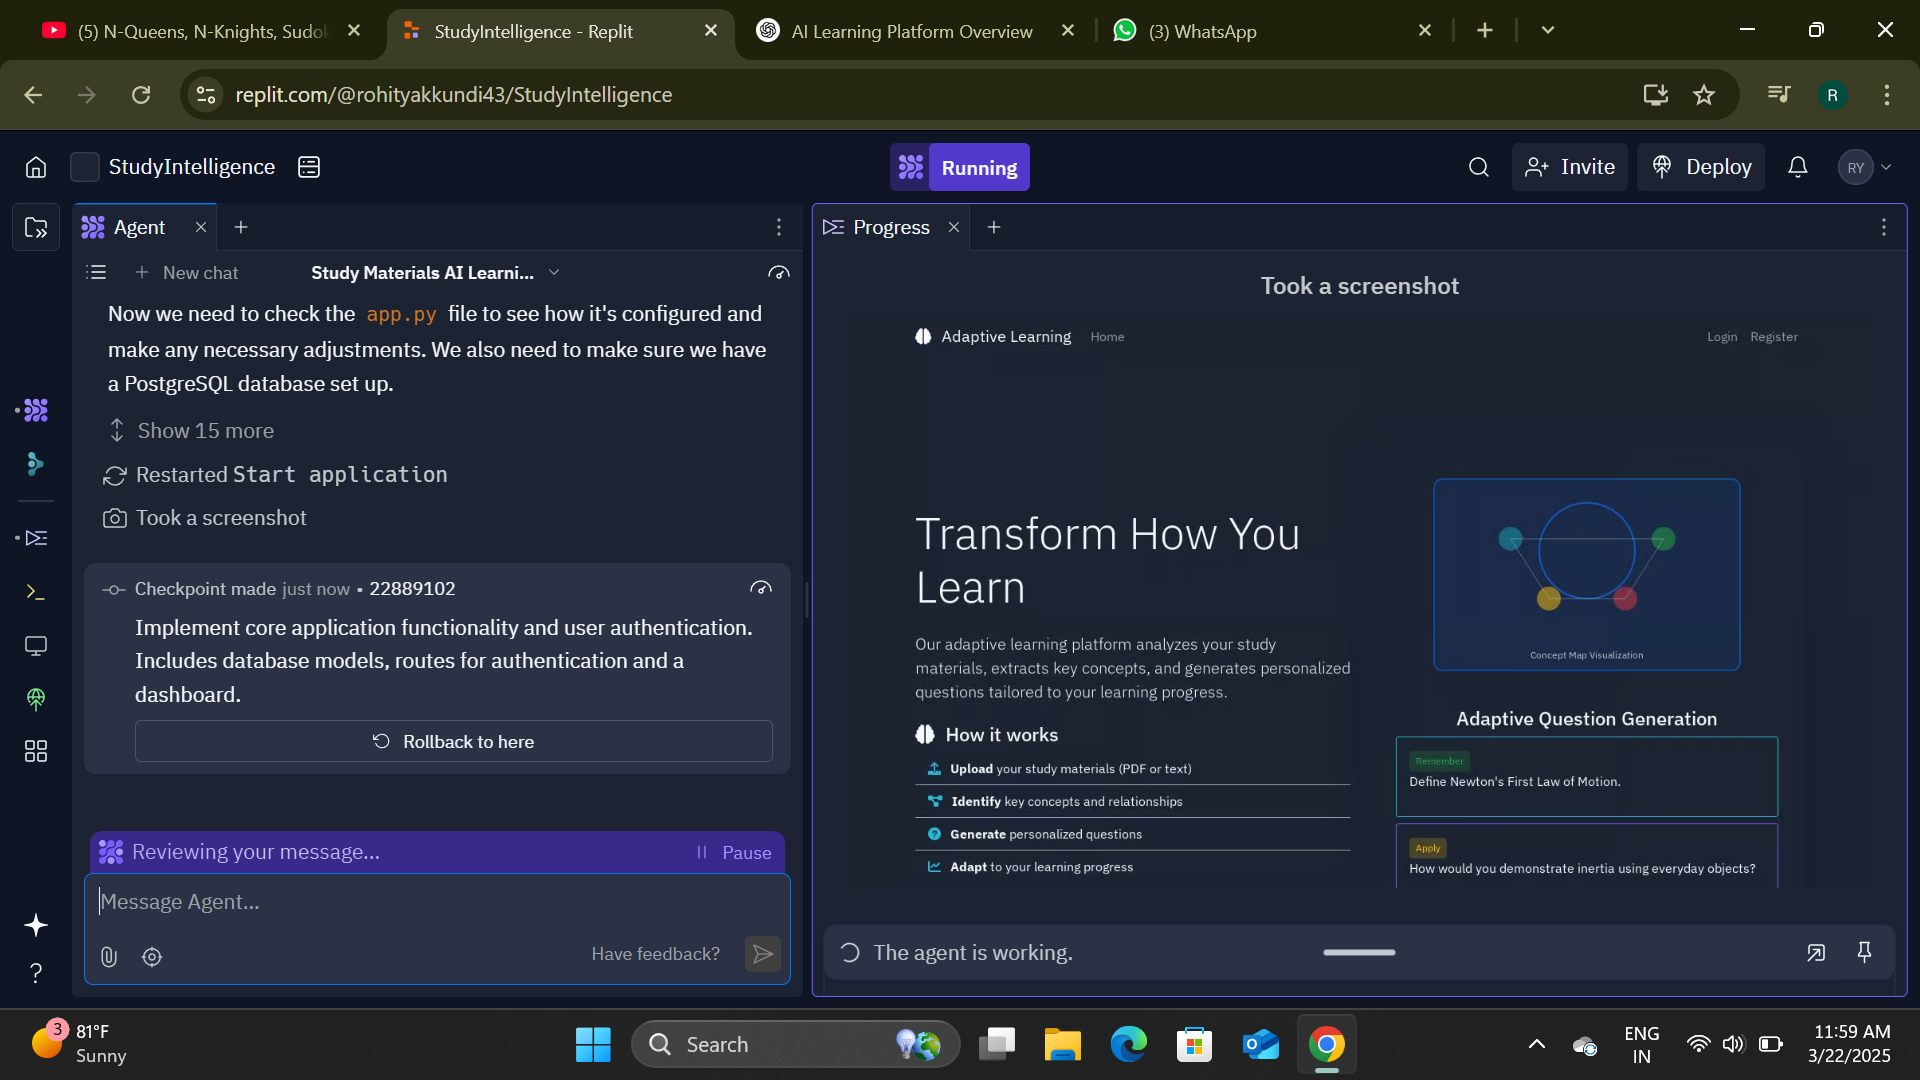 (5) N-Queens, N-Knights, Sudo
StudyIntelligence - Replit
AI Learning Platform Overview
(3) WhatsApp
replit.com/@rohityakkundi43/StudyIntelligence
R
StudyIntelligence
Running
Invite
Deploy
RY
Agent
Progress
New chat
Study Materials AI Learni...
Now we need to check the app.py file to see how it's configured and
make any necessary adjustments. We also need to make sure we have
a PostgreSQL database set up.
Show 15 more
Restarted Start application
Took a screenshot
Checkpoint made just now • 22889102
Implement core application functionality and user authentication.
Includes database models, routes for authentication and a
dashboard.
Rollback to here
Reviewing your message...
Pause
Message Agent...
Have feedback?
Took a screenshot
Adaptive Learning
Home
Login
Register
Transform How You
Learn
Our adaptive learning platform analyzes your study
materials, extracts key concepts, and generates personalized
questions tailored to your learning progress.
How it works
Upload your study materials (PDF or text)
Identify key concepts and relationships
Generate personalized questions
Adapt to your learning progress
Concept Map Visualization
Adaptive Question Generation
Remember
Define Newton's First Law of Motion.
Apply
How would you demonstrate inertia using everyday objects?
The agent is working.
3
81°F
Sunny
Search
ENG
IN
11:59 AM
3/22/2025